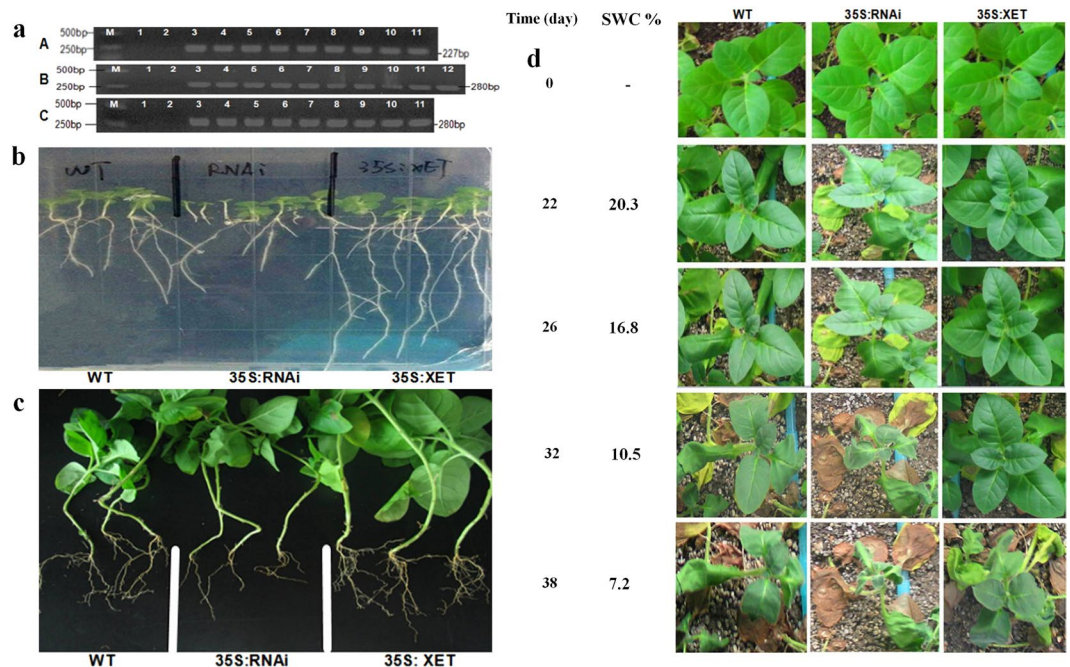 a
A
500bp
250bp
M 1 2 3 4 5 6 7 8 9 10 11
227bp
B
500bp
250bp
M 1 2 3 4 5 6 7 8 9 10 11 12
280bp
C
500bp
250bp
M 1 2 3 4 5 6 7 8 9 10 11
280bp
b
WT RNAi 35S:XET
WT 35S:RNAi 35S:XET
c
WT 35S:RNAi 35S: XET
d
Time (day) SWC % WT 35S:RNAi 35S:XET
0 -
22 20.3
26 16.8
32 10.5
38 7.2